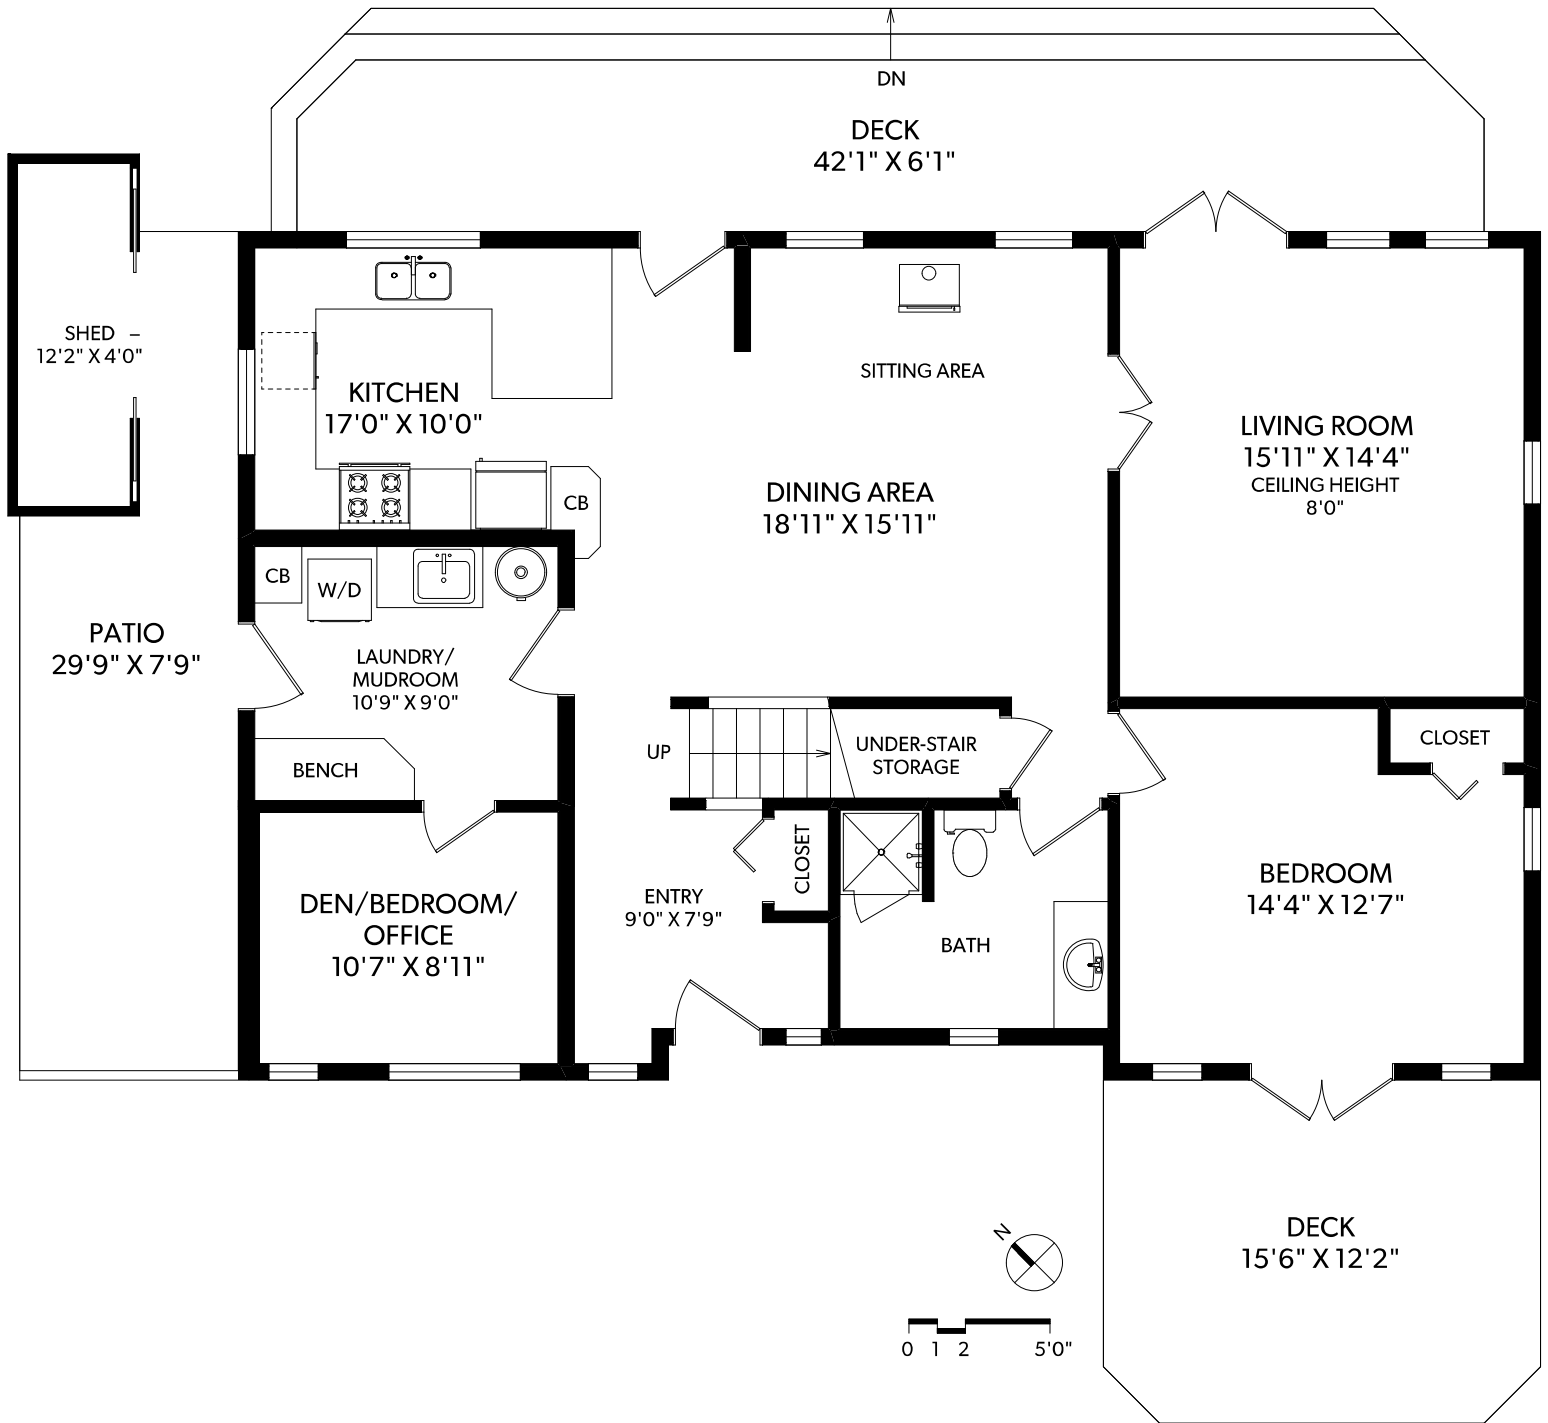 DN
DECK
42'1" X 6'1"
SHED –
12'2" X 4'0"
SITTING AREA
KITCHEN
17'0" X 10'0"
LIVING ROOM
15'11" X 14'4"
CEILING HEIGHT
8'0"
DINING AREA
18'11" X 15'11"
CB
CB
W/D
PATIO
29'9" X 7'9"
LAUNDRY/
MUDROOM
10'9" X 9'0"
BENCH
UP
UNDER-STAIR
STORAGE
CLOSET
CLOSET
DEN/BEDROOM/
OFFICE
10'7" X 8'11"
ENTRY
9'0" X 7'9"
BATH
BEDROOM
14'4" X 12'7"
DECK
15'6" X 12'2"
N
0 1 2 5'0"